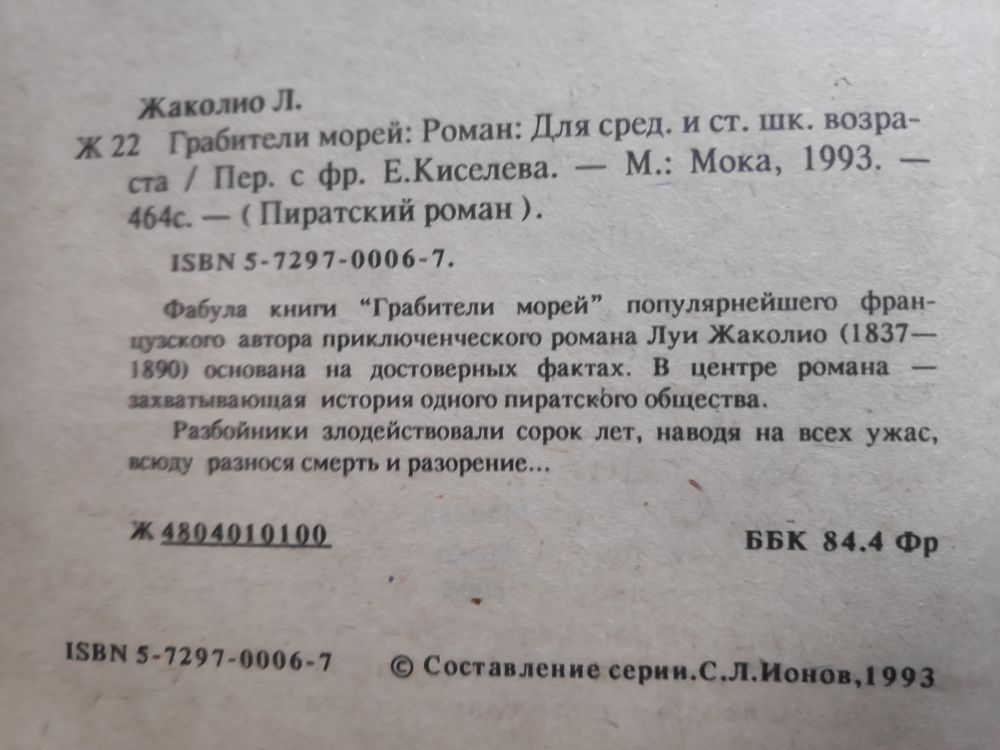 Жаколио Л.
Ж 22 Грабители морей: Роман: Для сред. и ст. шк. возра-
ста / Пер. с фр. Е.Киселева. — М.: Мока, 1993. —
464с. — ( Пиратский роман ).
ISBN 5-7297-0006-7.
Фабула книги “Грабители морей” популярнейшего фран-
цузского автора приключенческого романа Луи Жаколио (1837—
1890) основана на достоверных фактах. В центре романа —
захватывающая история одного пиратского общества.
Разбойники злодействовали сорок лет, наводя на всех ужас,
всюду разнося смерть и разорение...
Ж 4804010100 ББК 84.4 Фр
ISBN 5-7297-0006-7 © Составление серии.С.Л.Ионов,1993